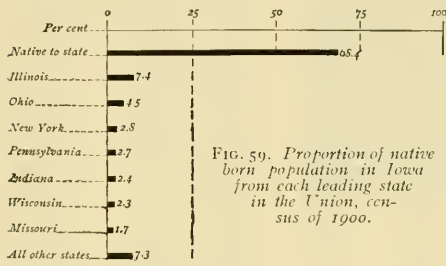 0 25 50 75 100
Per cent
Native to state 68.4
Illinois 7.4
Ohio 4.5
New York 2.8
Pennsylvania 2.7
Indiana 2.4
Wisconsin 2.3
Missouri 1.7
All other states 7.3
FIG. 59. Proportion of native
born population in Iowa
from each leading state
in the Union, cen-
sus of 1900.